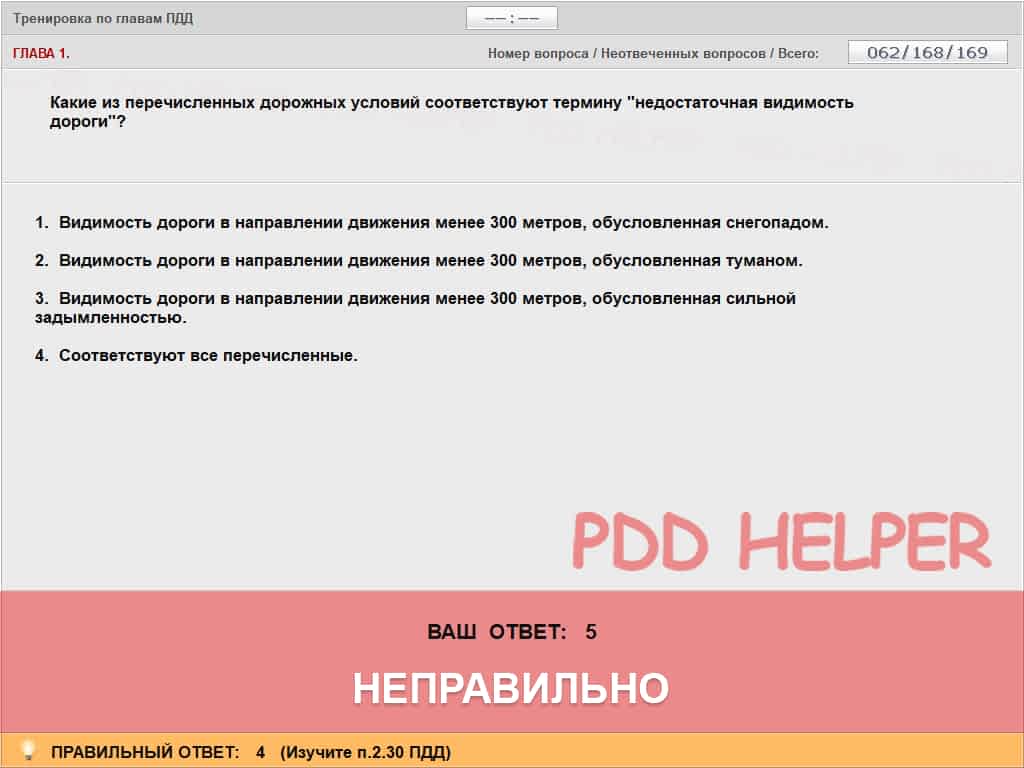 Тренировка по главам ПДД
—— : ——
ГЛАВА 1.
Номер вопроса / Неотвеченных вопросов / Всего:
062/168/169
Какие из перечисленных дорожных условий соответствуют термину "недостаточная видимость
дороги"?
1. Видимость дороги в направлении движения менее 300 метров, обусловленная снегопадом.
2. Видимость дороги в направлении движения менее 300 метров, обусловленная туманом.
3. Видимость дороги в направлении движения менее 300 метров, обусловленная сильной
задымленностью.
4. Соответствуют все перечисленные.
PDD HELPER
ВАШ ОТВЕТ: 5
НЕПРАВИЛЬНО
ПРАВИЛЬНЫЙ ОТВЕТ: 4 (Изучите п.2.30 ПДД)